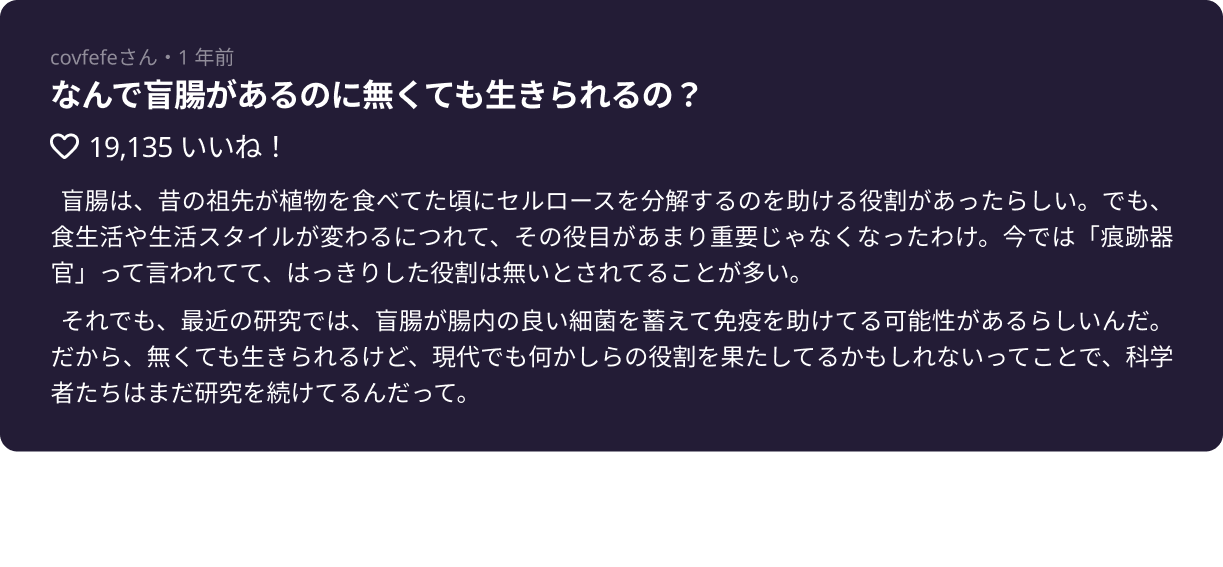 covfefeさん・1 年前
なんで盲腸があるのに無くても生きられるの？
19,135 いいね！
盲腸は、昔の祖先が植物を食べてた頃にセルロースを分解するのを助ける役割があったらしい。でも、
食生活や生活スタイルが変わるにつれて、その役目があまり重要じゃなくなったわけ。今では「痕跡器
官」って言われてて、はっきりした役割は無いとされてることが多い。
それでも、最近の研究では、盲腸が腸内の良い細菌を蓄えて免疫を助けてる可能性があるらしいんだ。
だから、無くても生きられるけど、現代でも何かしらの役割を果たしてるかもしれないってことで、科学
者たちはまだ研究を続けてるんだって。